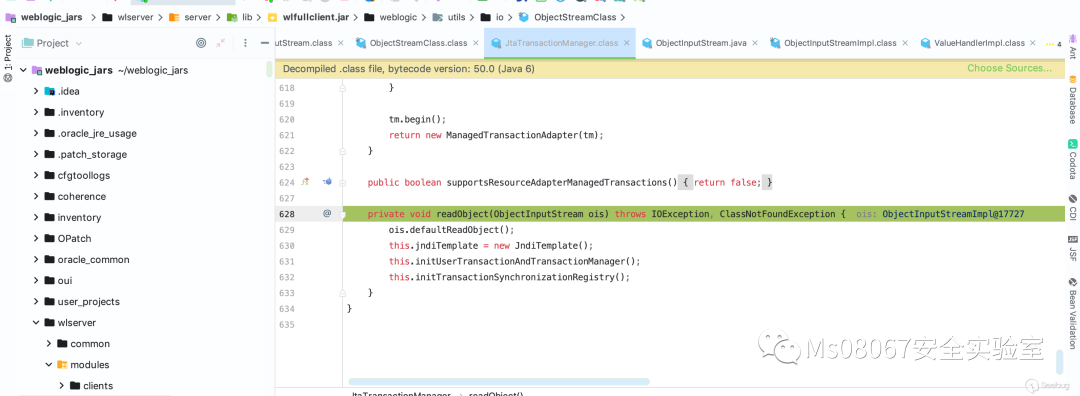 weblogic_jars > wlserver > server > lib > wlfullclient.jar > weblogic > utils > io > ObjectStreamClass >
Project
utStream.class × ObjectStreamClass.class × JtaTransactionManager.class × ObjectInputStream.java × ObjectInputStreamImpl.class × ValueHandlerImpl.class × 4
Decompiled .class file, bytecode version: 50.0 (Java 6) Choose Sources...
1: Project
weblogic_jars ~/weblogic_jars
.idea
.inventory
.oracle_jre_usage
.patch_storage
cfgtoollogs
coherence
inventory
OPatch
oracle_common
oui
user_projects
wlserver
common
modules
clients
618 }
619
620 tm.begin();
621 return new ManagedTransactionAdapter(tm);
622 }
623
624 public boolean supportsResourceAdapterManagedTransactions() { return false; }
627
628 @ private void readObject(ObjectInputStream ois) throws IOException, ClassNotFoundException { ois: ObjectInputStreamImpl@17727
629 ois.defaultReadObject();
630 this.jndiTemplate = new JndiTemplate();
631 this.initUserTransactionAndTransactionManager();
632 this.initTransactionSynchronizationRegistry();
633 }
634 }
635
JtaTransactionManager > readObject()
Ant
Database
Codota
CDI
JSF
Bean Validation
Ms08067安全实验室
Seebug